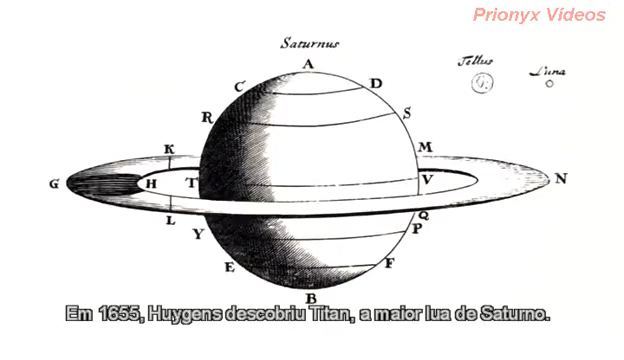 Prionyx Vídeos
Saturnus
Tellus
Luna
A
C
D
R
S
K
M
G
H
T
V
N
L
Q
Y
P
E
F
B
Em 1655, Huygens descobriu Titan, a maior lua de Saturno.